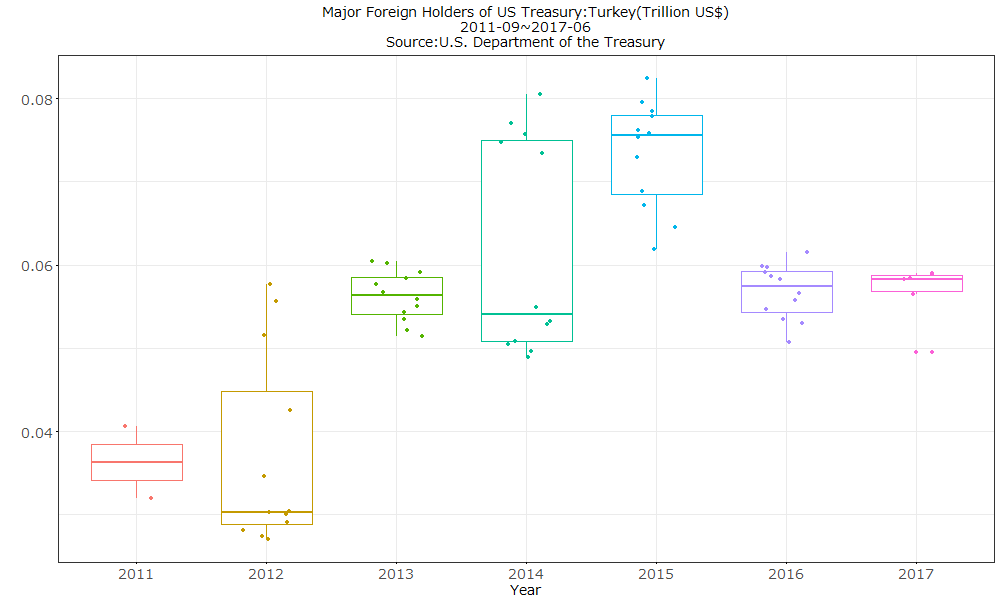 Major Foreign Holders of US Treasury:Turkey(Trillion US$)
2011-09~2017-06
Source:U.S. Department of the Treasury
0.08
0.06
0.04
2011 2012 2013 2014 2015 2016 2017
Year